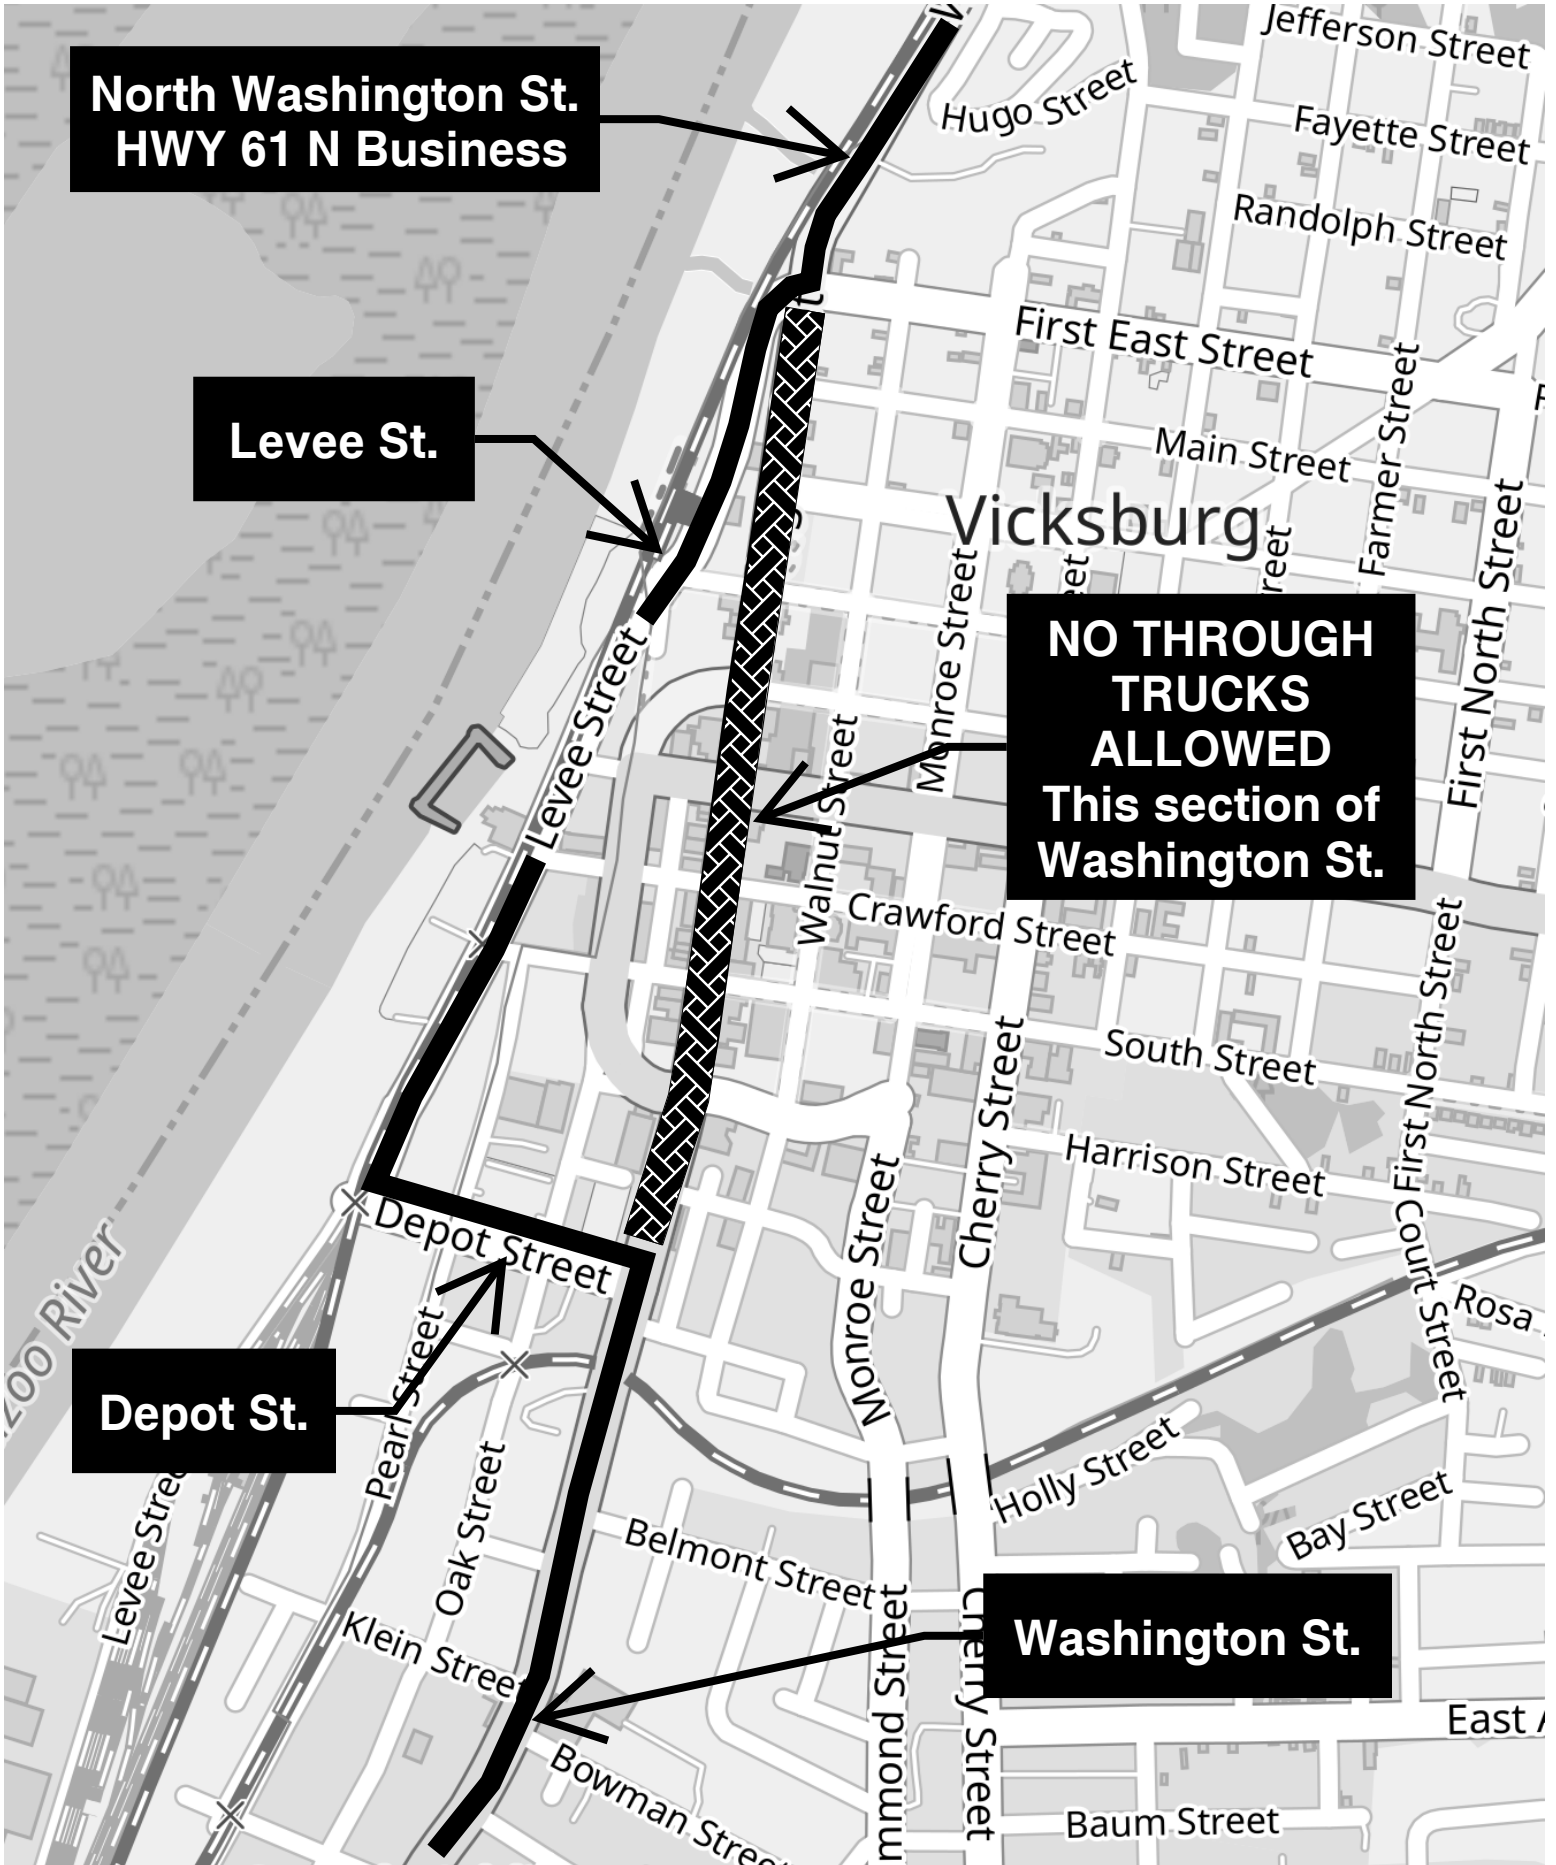 Jefferson Street
North Washington St.
HWY 61 N Business
Hugo Street
Fayette Street
Randolph Street
First East Street
Levee St.
Main Street
Farmer Street
Vicksburg
First North Street
Monroe Street
NO THROUGH
TRUCKS
ALLOWED
This section of
Washington St.
Levee Street
Walnut Street
Crawford Street
First North Street
South Street
Cherry Street
Harrison Street
Depot Street
Monroe Street
Court Street
Rosa
River
Depot St.
Pearl Street
Holly Street
Oak Street
Levee Stree
Bay Street
Belmont Street
Klein Street
Washington St.
Cherry Street
mmond Street
East A
Bowman Street
Baum Street